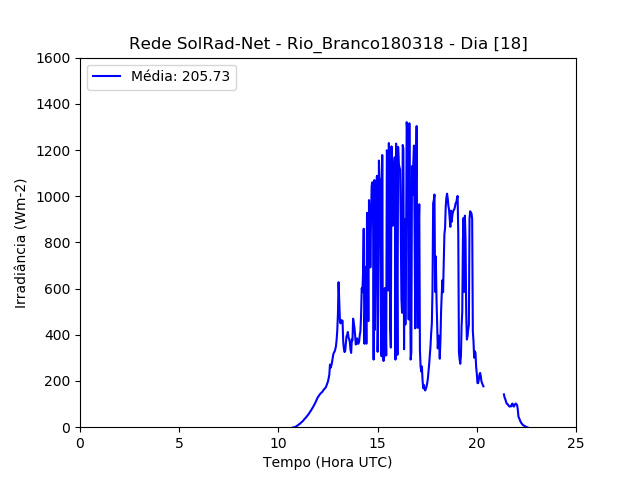 Rede SolRad-Net - Rio_Branco180318 - Dia [18]
Média: 205.73
1600
1400
1200
1000
800
600
400
200
0
Irradiância (Wm-2)
0 5 10 15 20 25
Tempo (Hora UTC)